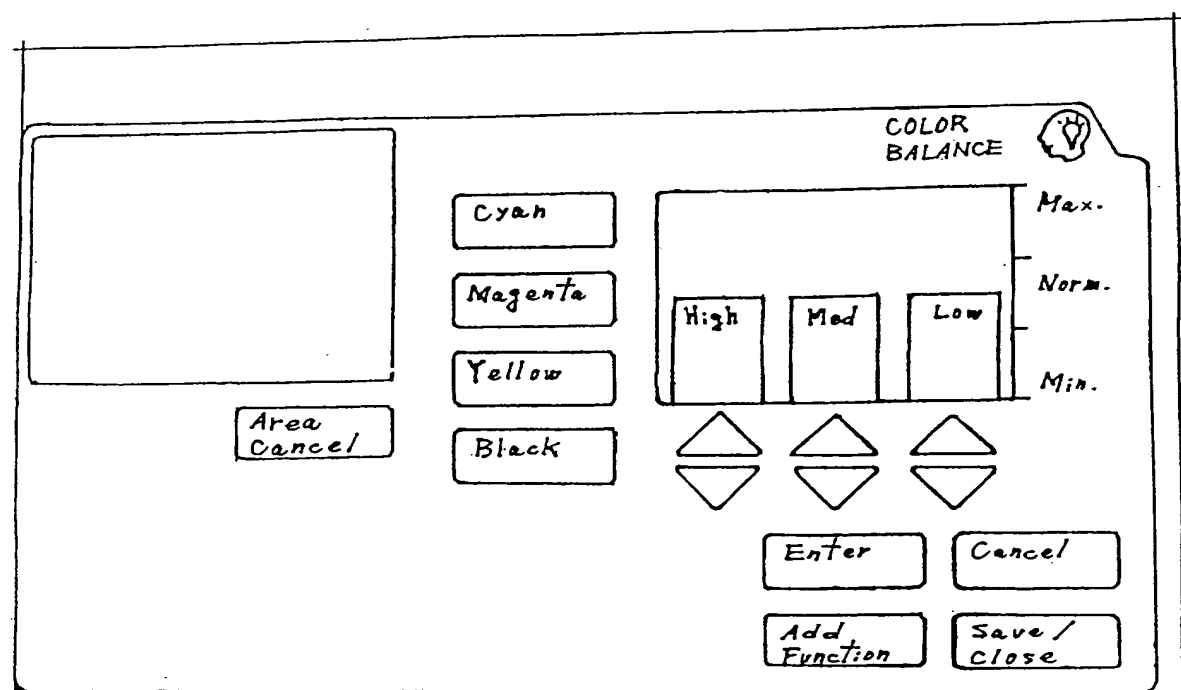 COLOR
BALANCE
Cyan
Magenta
Yellow
Black
Area
Cancel
High
Med
Low
Max.
Norm.
Min.
Enter
Cancel
Add
Function
Save/
Close